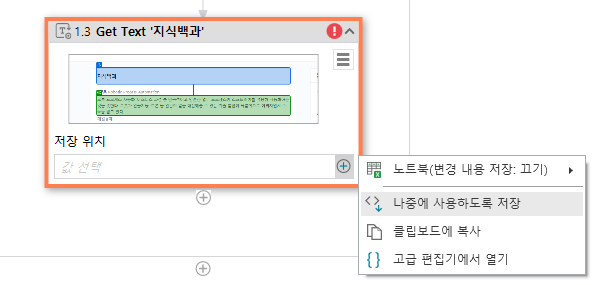 1.3 Get Text '지식백과'
지식백과
저장 위치
값 선택
노트북(변경 내용 저장: 끄기)
나중에 사용하도록 저장
클립보드에 복사
고급 편집기에서 열기